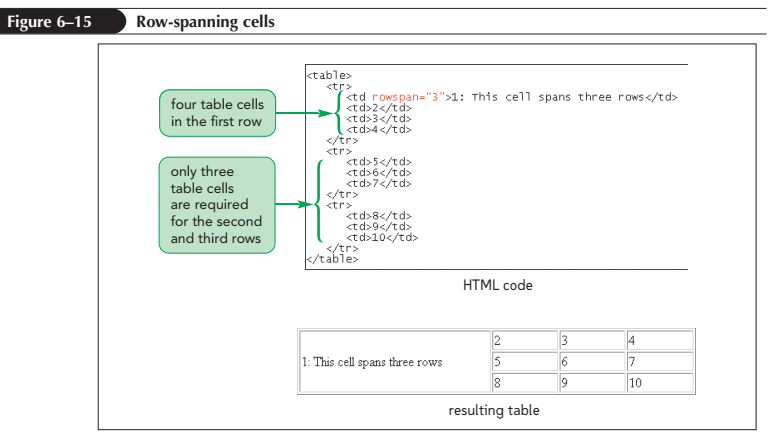 Figure 6–15 Row-spanning cells
<table>
<tr>
<td rowspan="3">1: This cell spans three rows</td>
<td>2</td>
<td>3</td>
<td>4</td>
</tr>
<tr>
<td>5</td>
<td>6</td>
<td>7</td>
</tr>
<tr>
<td>8</td>
<td>9</td>
<td>10</td>
</tr>
</table>
four table cells
in the first row
only three
table cells
are required
for the second
and third rows
HTML code
1: This cell spans three rows 2 3 4
5 6 7
8 9 10
resulting table